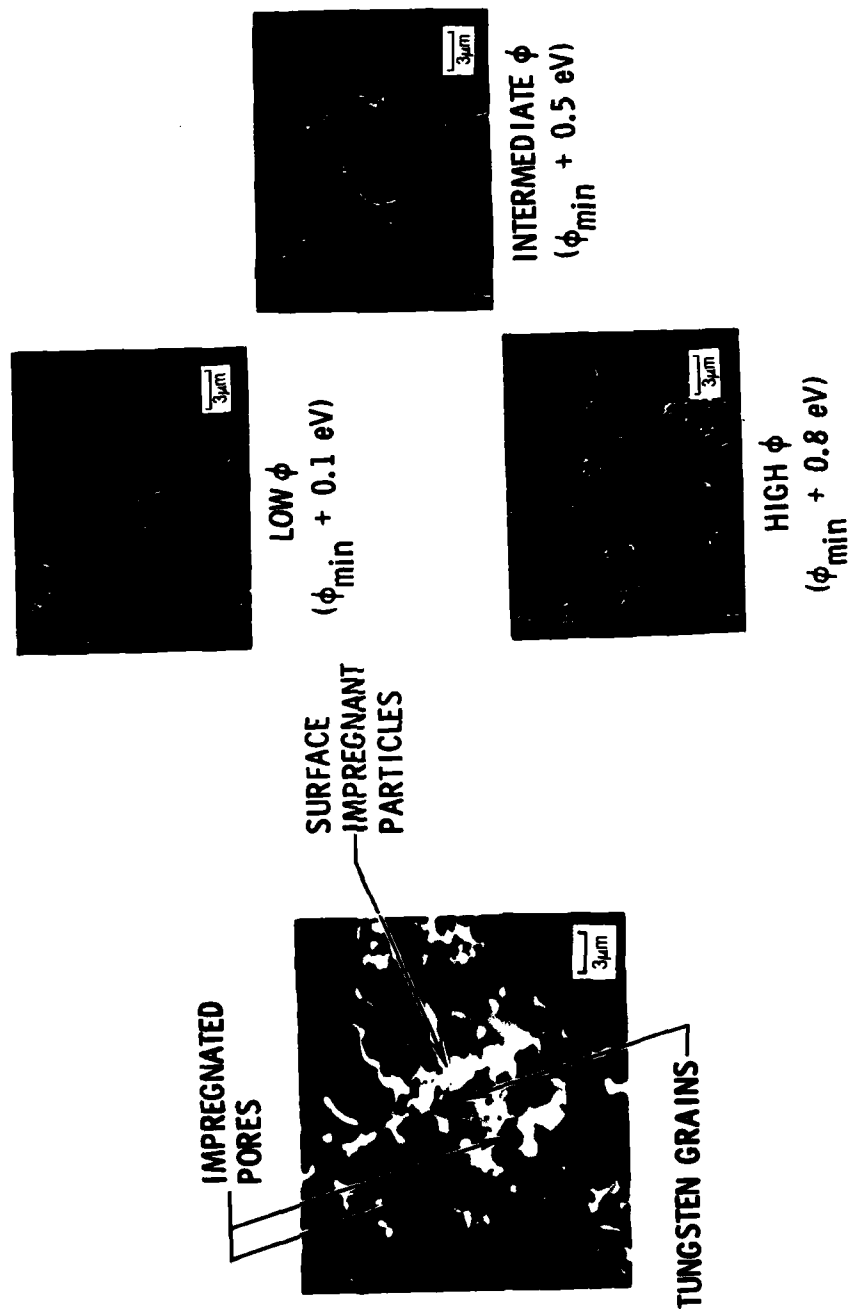 IMPREGNATED
PORES
SURFACE
IMPREGNANT
PARTICLES
TUNGSTEN GRAINS
3μm
3μm
LOW ϕ
(ϕmin + 0.1 eV)
3μm
INTERMEDIATE ϕ
(ϕmin + 0.5 eV)
3μm
HIGH ϕ
(ϕmin + 0.8 eV)